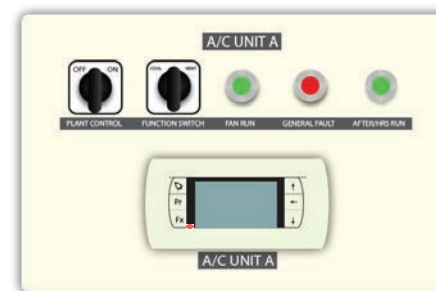 A/C UNIT A
OFF ON
COOL VENT
PLANT CONTROL FUNCTION SWITCH FAN RUN GENERAL FAULT AFTER/HRS RUN
Pr
Fx
A/C UNIT A